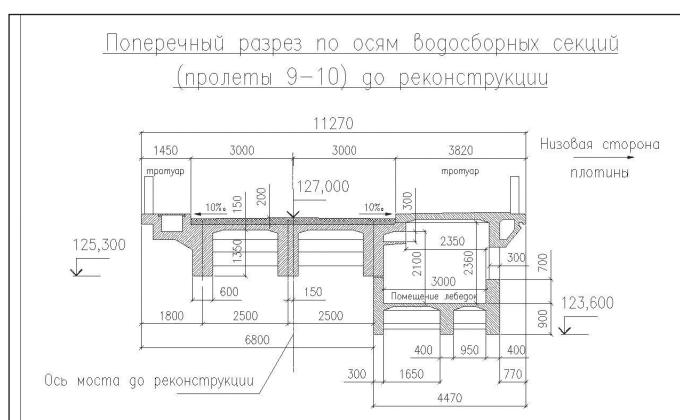 Поперечный разрез по осям водосборных секций
(пролеты 9-10) до реконструкции
11270
1450 3000 3000 3820
Низовая сторона
плотины
тротуар
тротуар
10‰ 150 200 127,000 10‰ 300
125,300
1350
2350
2100 2360
300 700
3000
600 150
Помещение лебедок
123,600
900
1800 2500 2500
6800
400 950 400
Ось моста до реконструкции
300 1650 770
4470